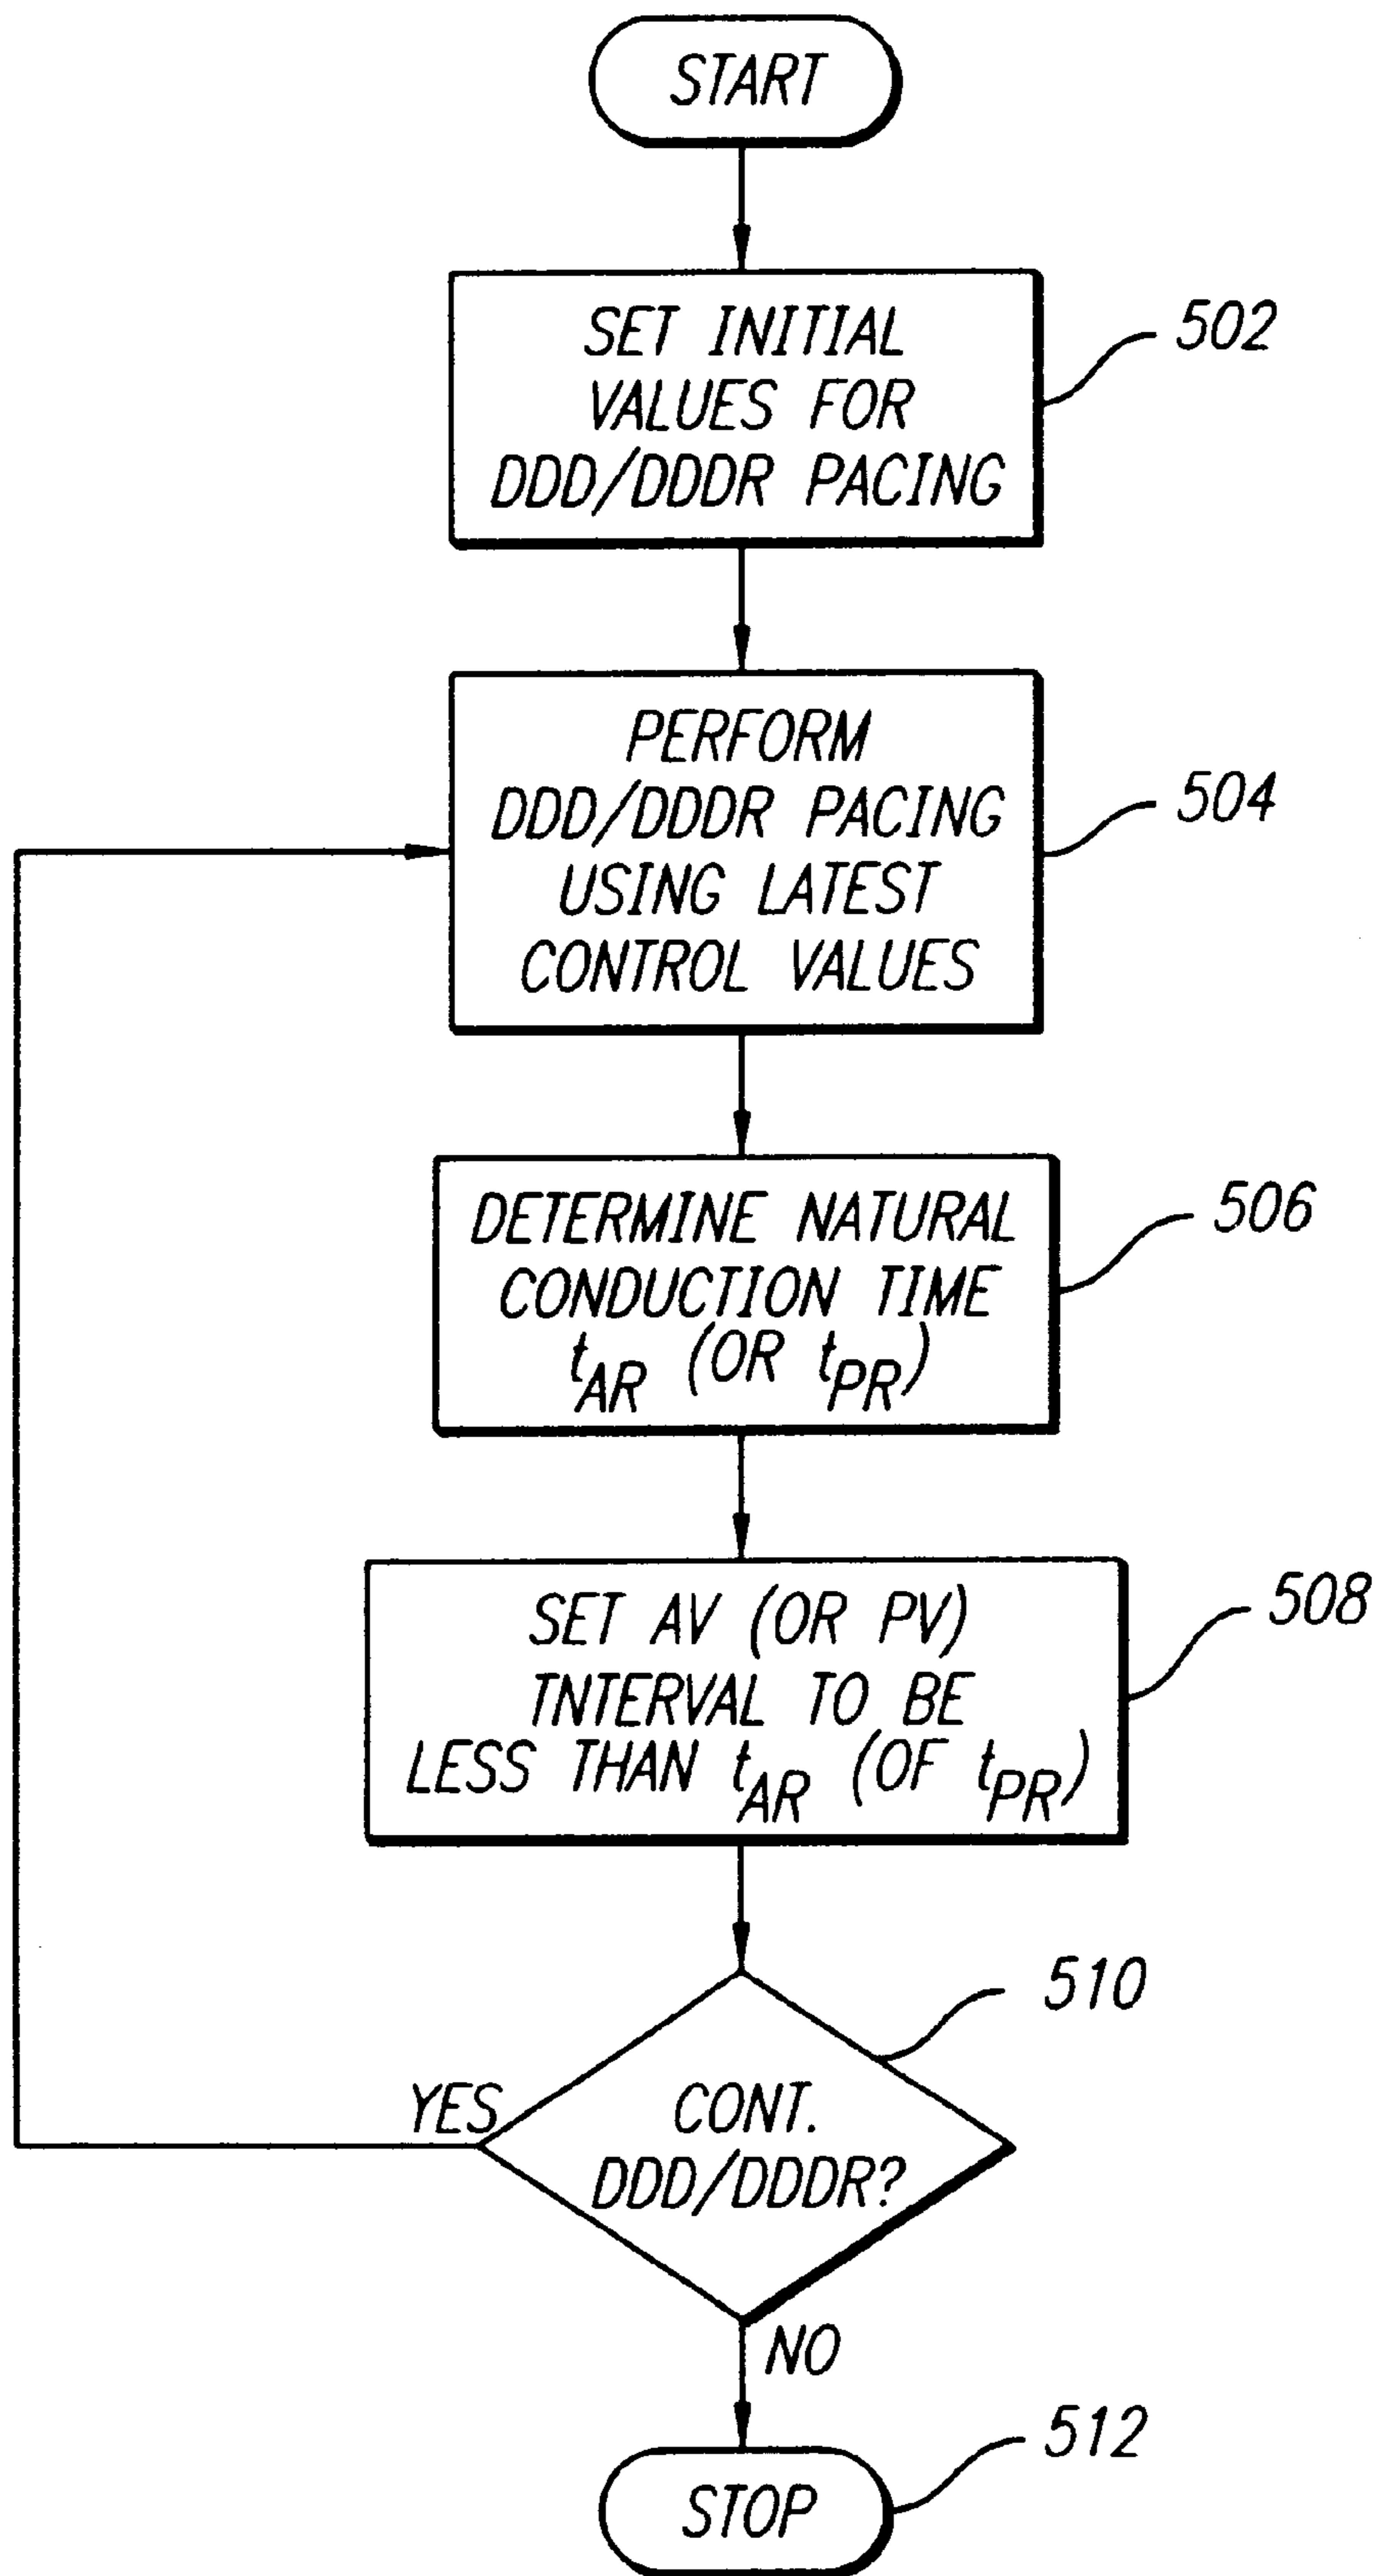 START
SET INITIAL
VALUES FOR
DDD/DDDR PACING
502
PERFORM
DDD/DDDR PACING
USING LATEST
CONTROL VALUES
504
DETERMINE NATURAL
CONDUCTION TIME
tAR (OR tPR)
506
SET AV (OR PV)
TNTERVAL TO BE
LESS THAN tAR (OF tPR)
508
CONT.
DDD/DDDR?
510
YES
NO
STOP
512